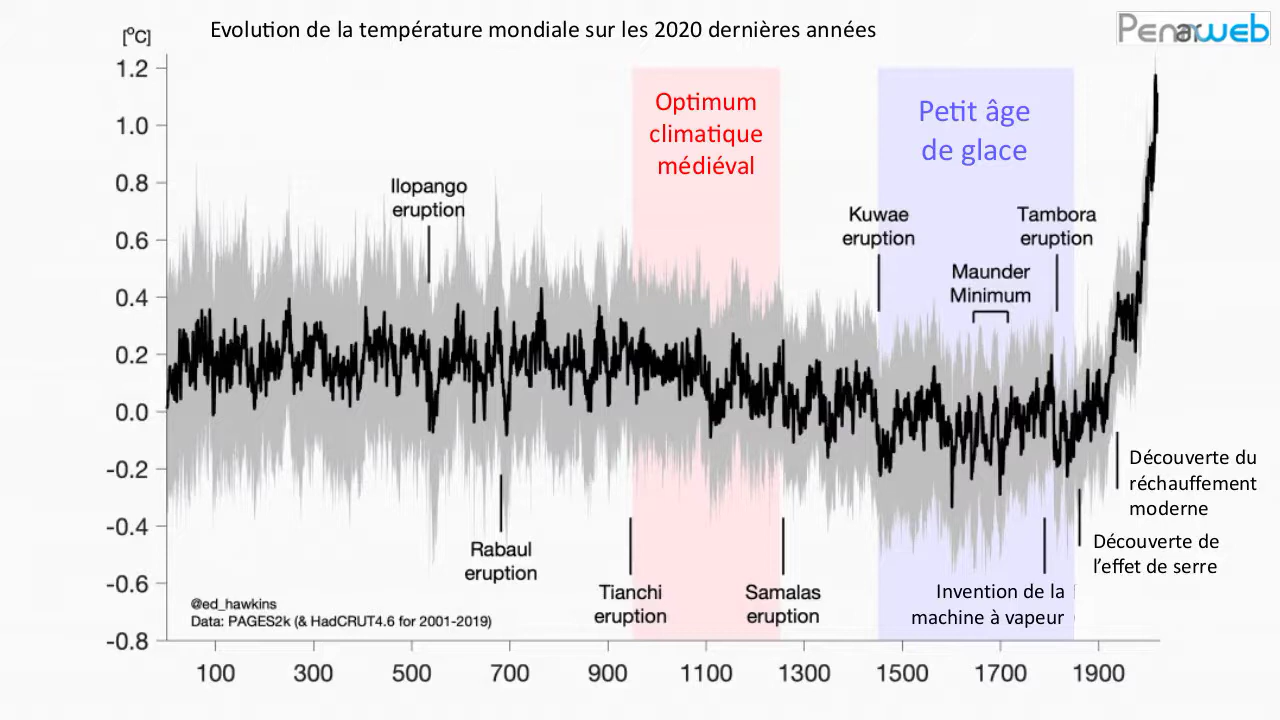 Evolution de la température mondiale sur les 2020 dernières années
[°C]
1.2
1.0
0.8
0.6
0.4
0.2
0.0
-0.2
-0.4
-0.6
-0.8
Optimum
climatique
médiéval
Petit âge
de glace
Ilopango
eruption
Kuwae
eruption
Tambora
eruption
Maunder
Minimum
Rabaul
eruption
Tianchi
eruption
Samalas
eruption
Découverte du
réchauffement
moderne
Découverte de
l'effet de serre
Invention de la
machine à vapeur
@ed_hawkins
Data: PAGES2k (& HadCRUT4.6 for 2001-2019)
100 300 500 700 900 1100 1300 1500 1700 1900